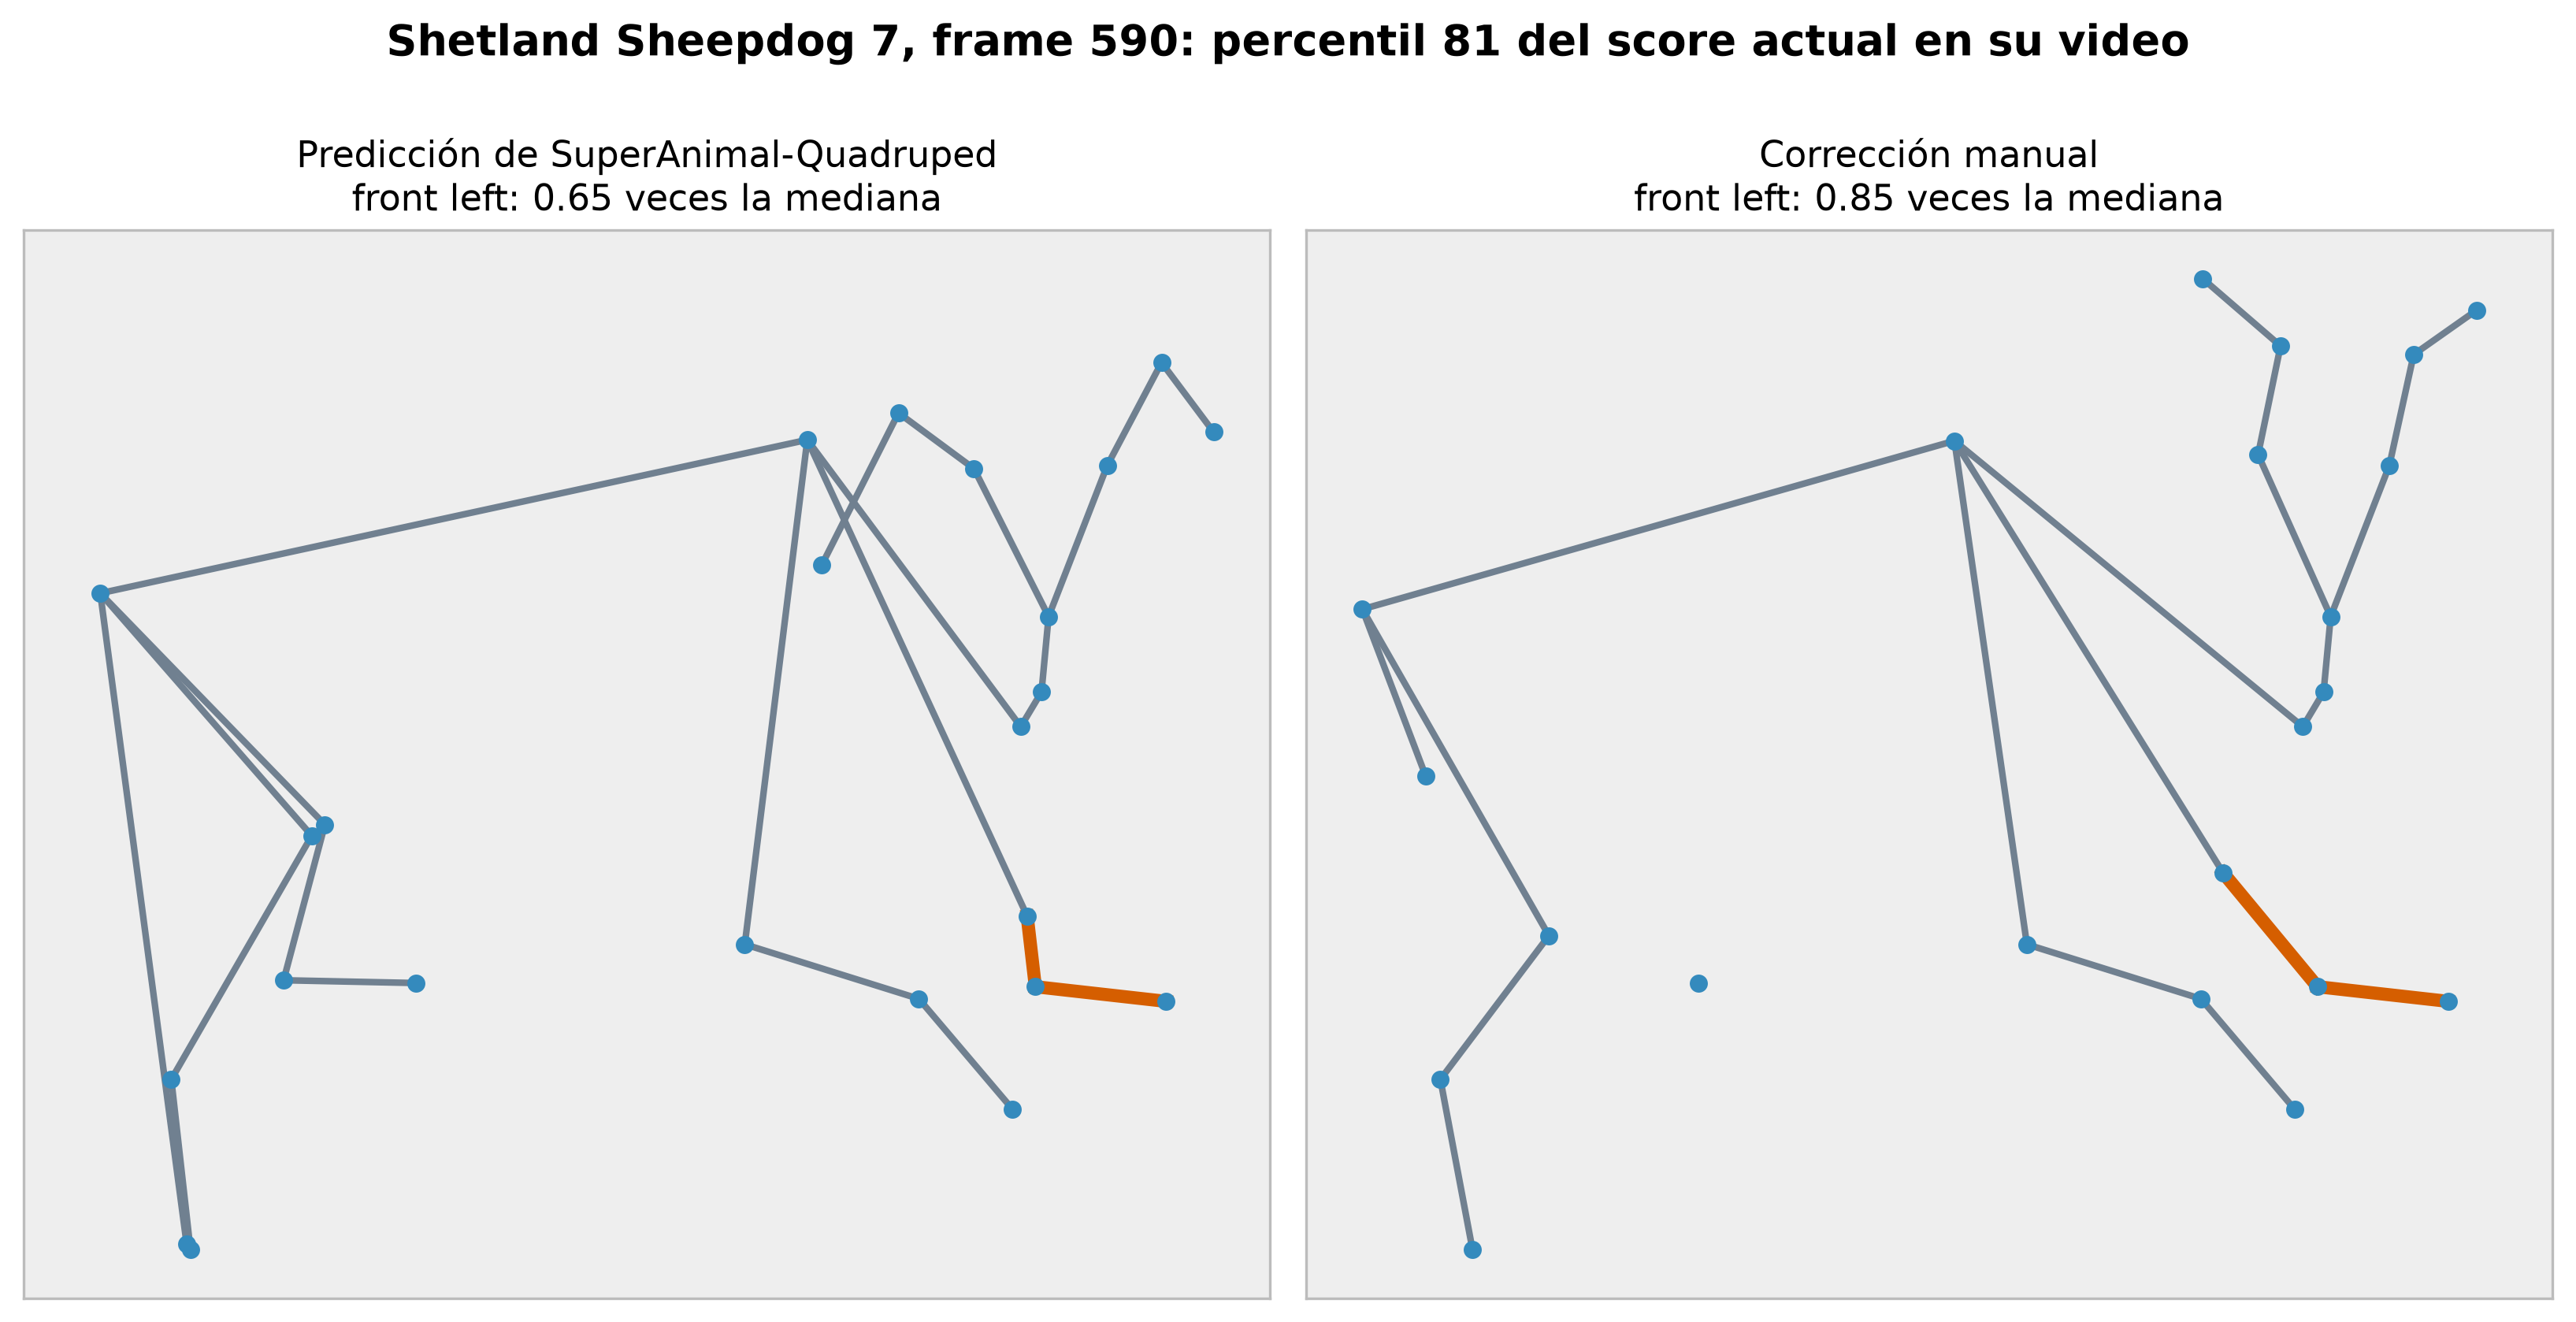 Shetland Sheepdog 7, frame 590: percentil 81 del score actual en su video
Predicción de SuperAnimal-Quadruped
front left: 0.65 veces la mediana
Corrección manual
front left: 0.85 veces la mediana